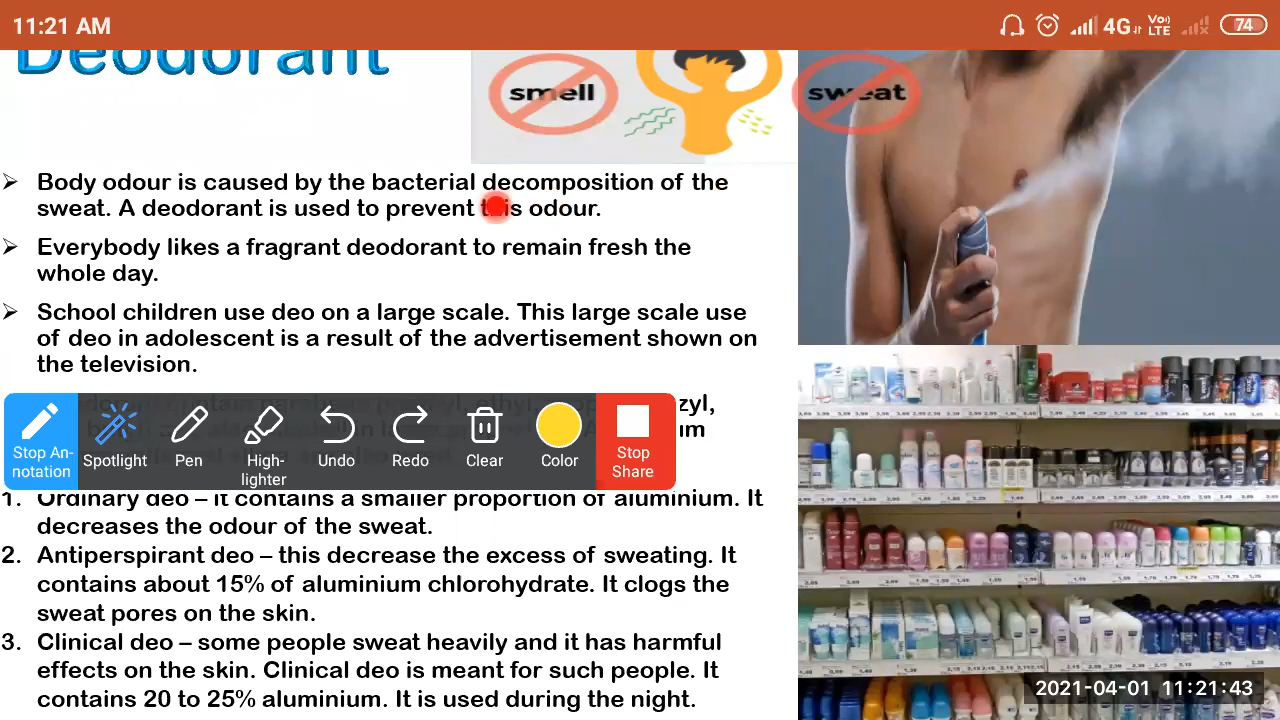 11:21 AM
4G
Vo)
LTE
74
Deodorant
smell
sweat
Body odour is caused by the bacterial decomposition of the
sweat. A deodorant is used to prevent this odour.
Everybody likes a fragrant deodorant to remain fresh the
whole day.
School children use deo on a large scale. This large scale use
of deo in adolescent is a result of the advertisement shown on
the television.
Stop An-
notation
Spotlight
Pen
High-
lighter
Undo
Redo
Clear
Color
Stop
Share
1. Ordinary deo – it contains a smaller proportion of aluminium. It
decreases the odour of the sweat.
2. Antiperspirant deo – this decrease the excess of sweating. It
contains about 15% of aluminium chlorohydrate. It clogs the
sweat pores on the skin.
3. Clinical deo – some people sweat heavily and it has harmful
effects on the skin. Clinical deo is meant for such people. It
contains 20 to 25% aluminium. It is used during the night.
2021-04-01 11:21:43